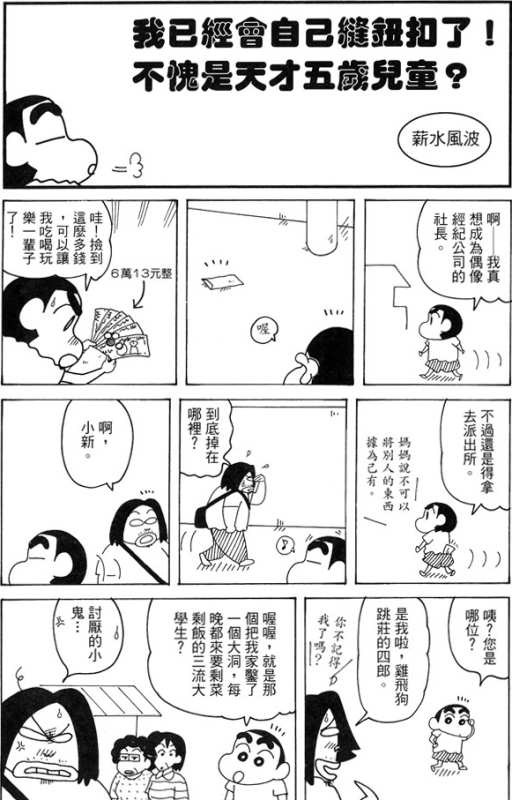 我已經會自己縫鈕扣了！
不愧是天才五歲兒童？
薪水風波
啊——我真
想成為偶像
經紀公司的
社長。
喔
哇！撿到
這麼多錢
，可以讓
我吃喝玩
樂一輩子
了！
6萬13元整
不過還是得拿
去派出所。
媽媽說不可以
將別人的東西
據為己有。
到底掉在
哪裡？
啊，
小新。
咦？您是
哪位？
是我啦，雞飛狗
跳莊的四郎。
你不記得
我了嗎？
喔喔，就是那
個把我家鑿了
一個大洞，每
晚都來要剩菜
剩飯的三流大
學生？
討厭的小
鬼…